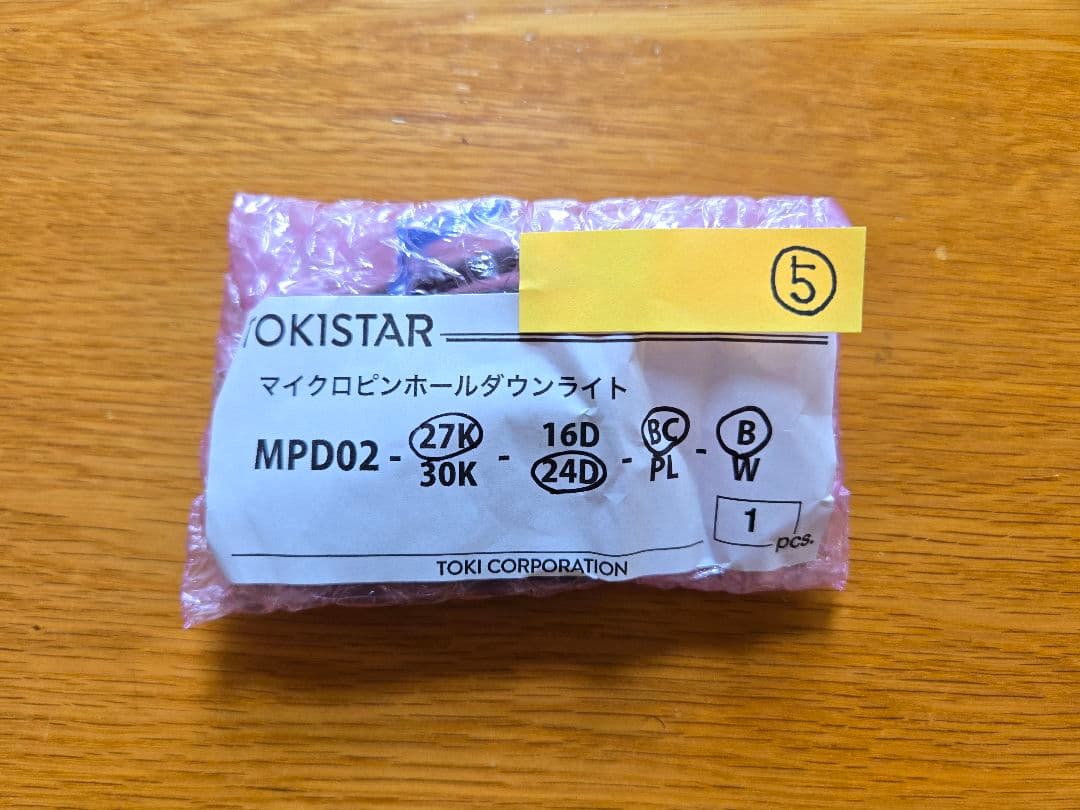 ⑤
TOKISTAR
マイクロピンホールダウンライト
MPD02 - 27K - 16D - BC - B
30K 24D PL W
1 pcs.
TOKI CORPORATION